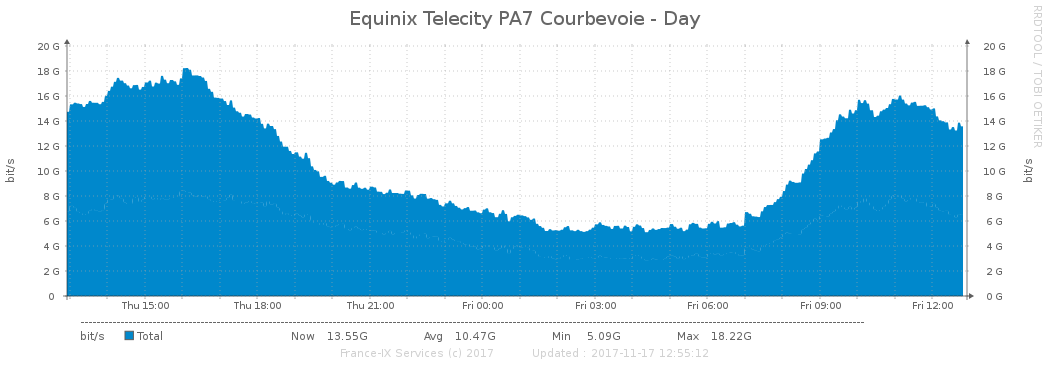 Equinix Telecity PA7 Courbevoie - Day
RRDTOOL / TOBI OETIKER
bit/s
20 G 20 G
18 G 18 G
16 G 16 G
14 G 14 G
12 G 12 G
10 G 10 G
8 G 8 G
6 G 6 G
4 G 4 G
2 G 2 G
0 0 G
bit/s
Thu 15:00 Thu 18:00 Thu 21:00 Fri 00:00 Fri 03:00 Fri 06:00 Fri 09:00 Fri 12:00
bit/s Total Now 13.55G Avg 10.47G Min 5.09G Max 18.22G
France-IX Services (c) 2017 Updated : 2017-11-17 12:55:12